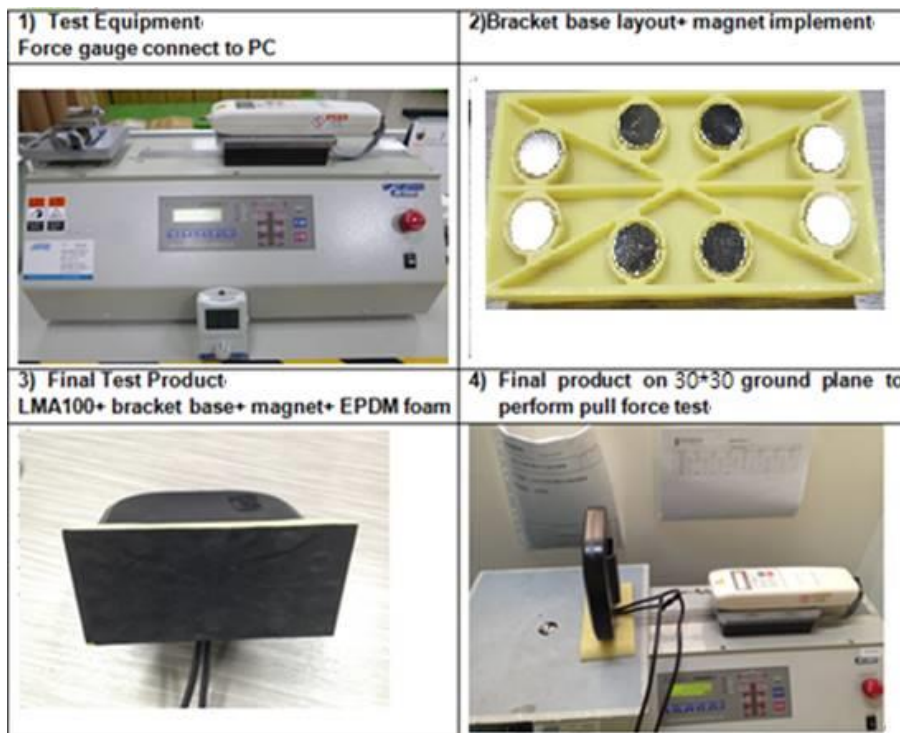 1) Test Equipment
Force gauge connect to PC
2)Bracket base layout+ magnet implement
3) Final Test Product
LMA100+ bracket base+ magnet+ EPDM foam
4) Final product on 30*30 ground plane to
perform pull force test